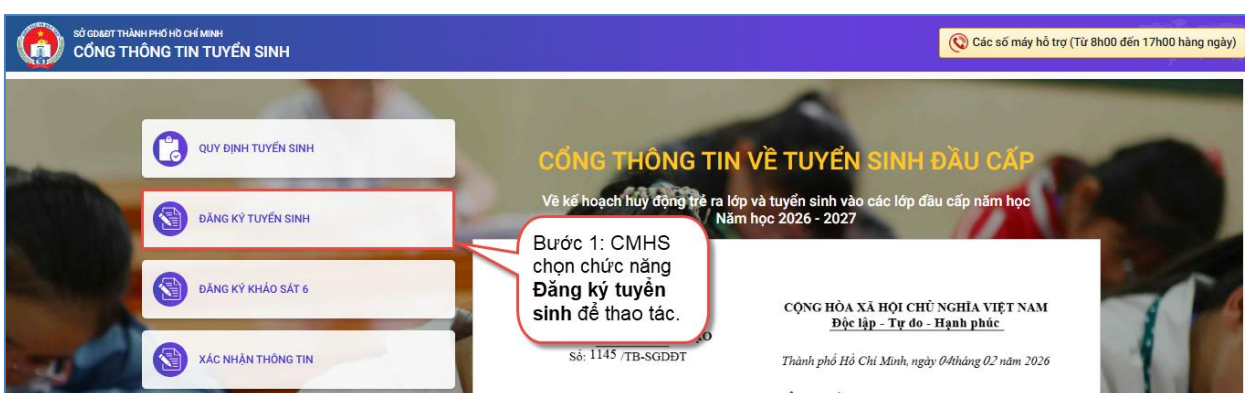 SỞ GD&ĐT THÀNH PHỐ HỒ CHÍ MINH
CỔNG THÔNG TIN TUYỂN SINH
Các số máy hỗ trợ (Từ 8h00 đến 17h00 hàng ngày)
QUY ĐỊNH TUYỂN SINH
ĐĂNG KÝ TUYỂN SINH
ĐĂNG KÝ KHẢO SÁT 6
XÁC NHẬN THÔNG TIN
CỔNG THÔNG TIN VỀ TUYỂN SINH ĐẦU CẤP
Về kế hoạch huy động trẻ ra lớp và tuyển sinh vào các lớp đầu cấp năm học
Năm học 2026 - 2027
Bước 1: CMHS
chọn chức năng
Đăng ký tuyển
sinh để thao tác.
Số: 1145 /TB-SGDĐT
CỘNG HÒA XÃ HỘI CHỦ NGHĨA VIỆT NAM
Độc lập - Tự do - Hạnh phúc
Thành phố Hồ Chí Minh, ngày 04tháng 02 năm 2026